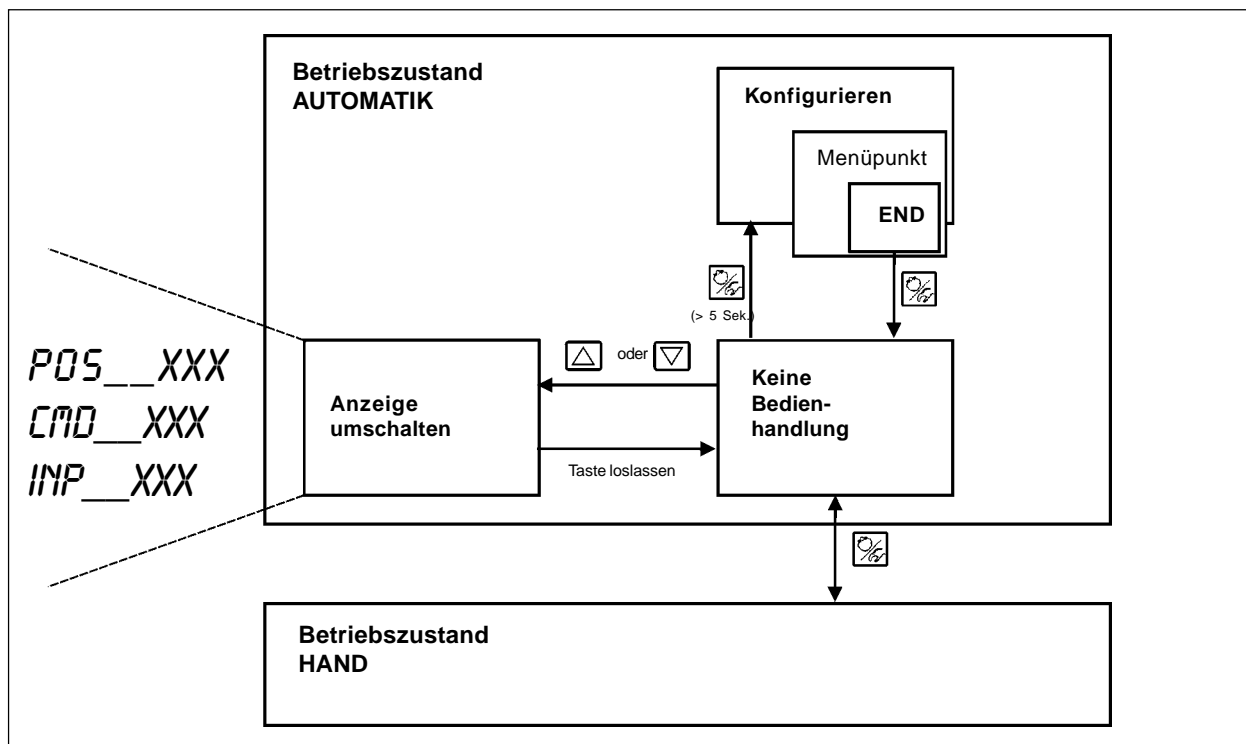 Betriebszustand
AUTOMATIK
Konfigurieren
Menüpunkt
END
(> 5 Sek.)
POS__XXX
CMD__XXX
INP__XXX
oder
Anzeige
umschalten
Keine
Bedien-
handlung
Taste loslassen
Betriebszustand
HAND